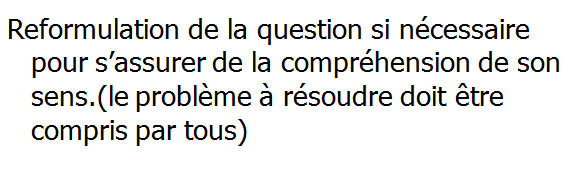 Reformulation de la question si nécessaire
pour s’assurer de la compréhension de son
sens.(le problème à résoudre doit être
compris par tous)